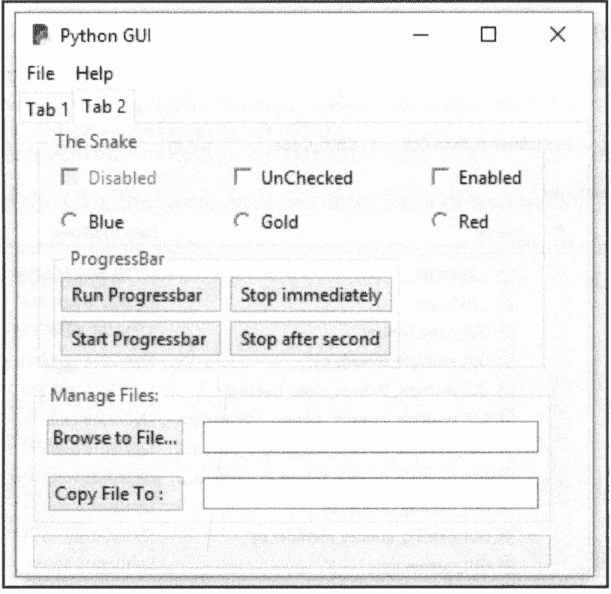 Python GUI
File Help
Tab 1 Tab 2
The Snake
Disabled UnChecked Enabled
Blue Gold Red
ProgressBar
Run Progressbar Stop immediately
Start Progressbar Stop after second
Manage Files:
Browse to File...
Copy File To :